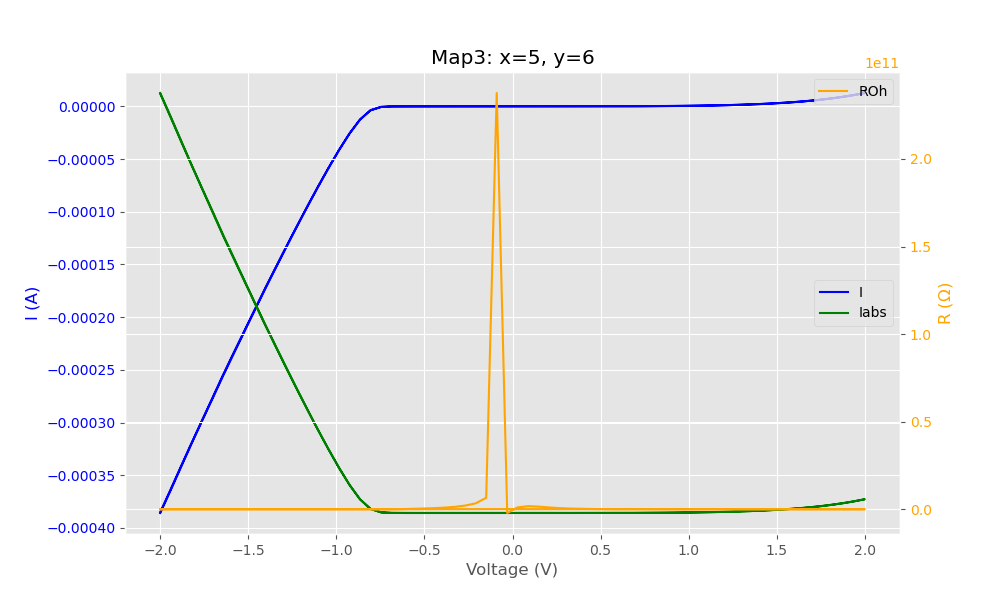 Map3: x=5, y=6
1e11
ROh
0.00000
−0.00005
−0.00010
−0.00015
−0.00020
−0.00025
−0.00030
−0.00035
−0.00040
I (A)
2.0
1.5
1.0
0.5
0.0
R (Ω)
I
Iabs
−2.0 −1.5 −1.0 −0.5 0.0 0.5 1.0 1.5 2.0
Voltage (V)